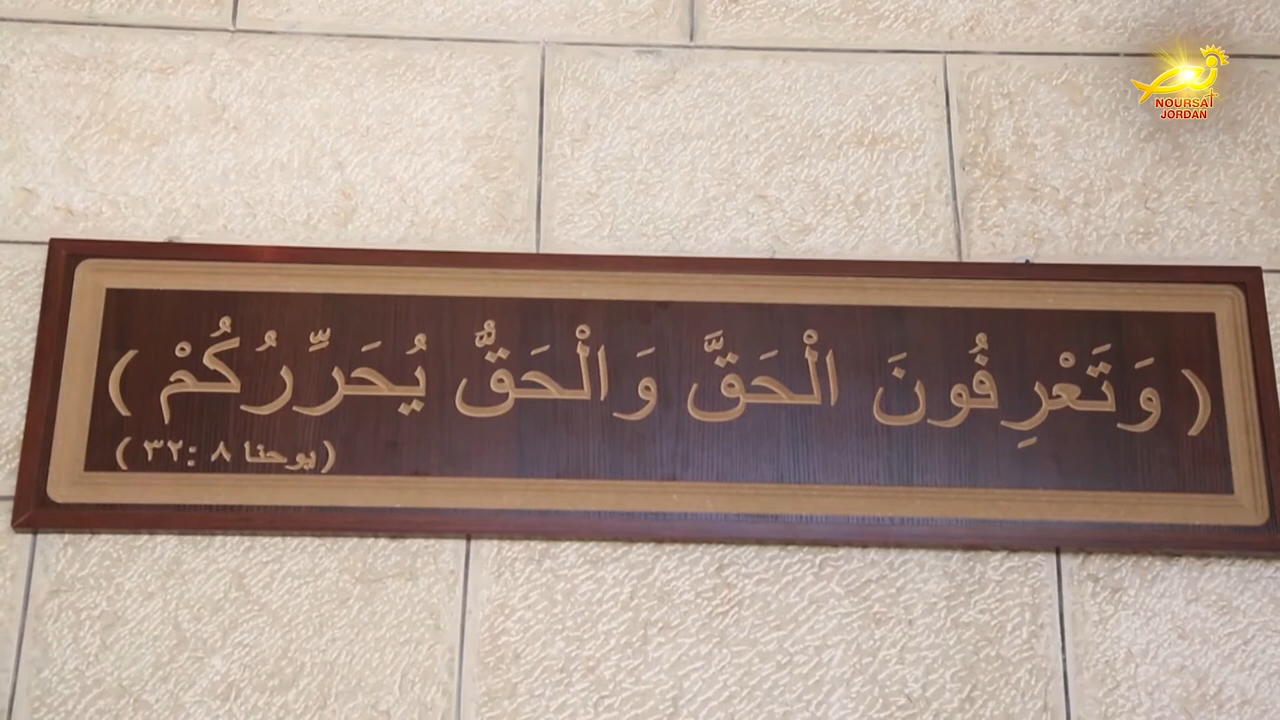 ( وَتَعْرِفُونَ الْحَقَّ وَالْحَقُّ يُحَرِّرُكُمْ )
(يوحنا ٨ :٣٢ )
NOURSAT
JORDAN